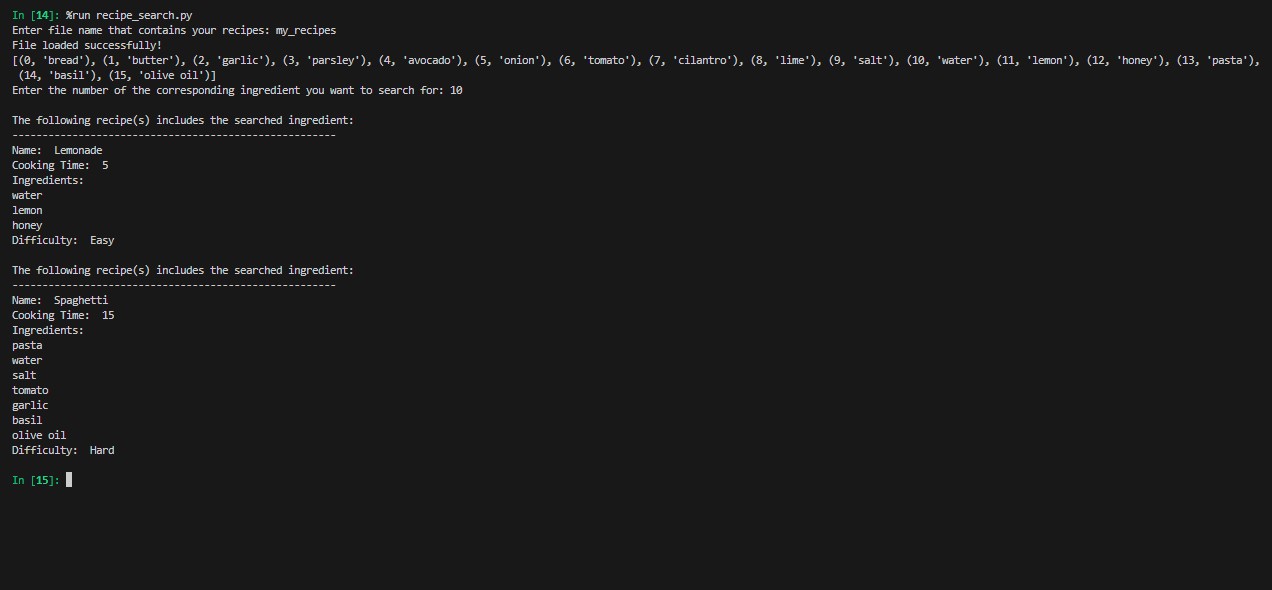 In [14]: %run recipe_search.py
Enter file name that contains your recipes: my_recipes
File loaded successfully!
[(0, 'bread'), (1, 'butter'), (2, 'garlic'), (3, 'parsley'), (4, 'avocado'), (5, 'onion'), (6, 'tomato'), (7, 'cilantro'), (8, 'lime'), (9, 'salt'), (10, 'water'), (11, 'lemon'), (12, 'honey'), (13, 'pasta'),
(14, 'basil'), (15, 'olive oil')]
Enter the number of the corresponding ingredient you want to search for: 10
The following recipe(s) includes the searched ingredient:
------------------------------------------------------
Name:  Lemonade
Cooking Time:  5
Ingredients:
water
lemon
honey
Difficulty:  Easy
The following recipe(s) includes the searched ingredient:
------------------------------------------------------
Name:  Spaghetti
Cooking Time:  15
Ingredients:
pasta
water
salt
tomato
garlic
basil
olive oil
Difficulty:  Hard
In [15]: